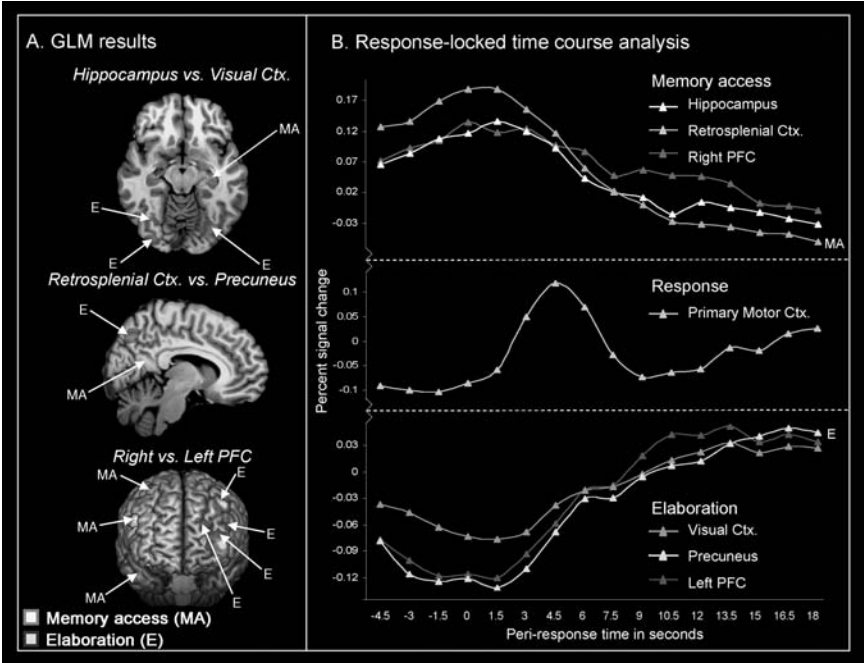 A. GLM results
Hippocampus vs. Visual Ctx.
MA
E
E
E
Retrosplenial Ctx. vs. Precuneus
E
MA
Right vs. Left PFC
MA
E
MA
E
E
MA
E
Memory access (MA)
Elaboration (E)
B. Response-locked time course analysis
Percent signal change
Memory access
Hippocampus
Retrosplenial Ctx.
Right PFC
0.17
0.12
0.07
0.02
-0.03
MA
Response
Primary Motor Ctx.
0.1
0.05
0
-0.05
-0.1
E
0.03
0
-0.03
-0.06
-0.09
-0.12
Elaboration
Visual Ctx.
Precuneus
Left PFC
-4.5 -3 -1.5 0 1.5 3 4.5 6 7.5 9 10.5 12 13.5 15 16.5 18
Peri-response time in seconds